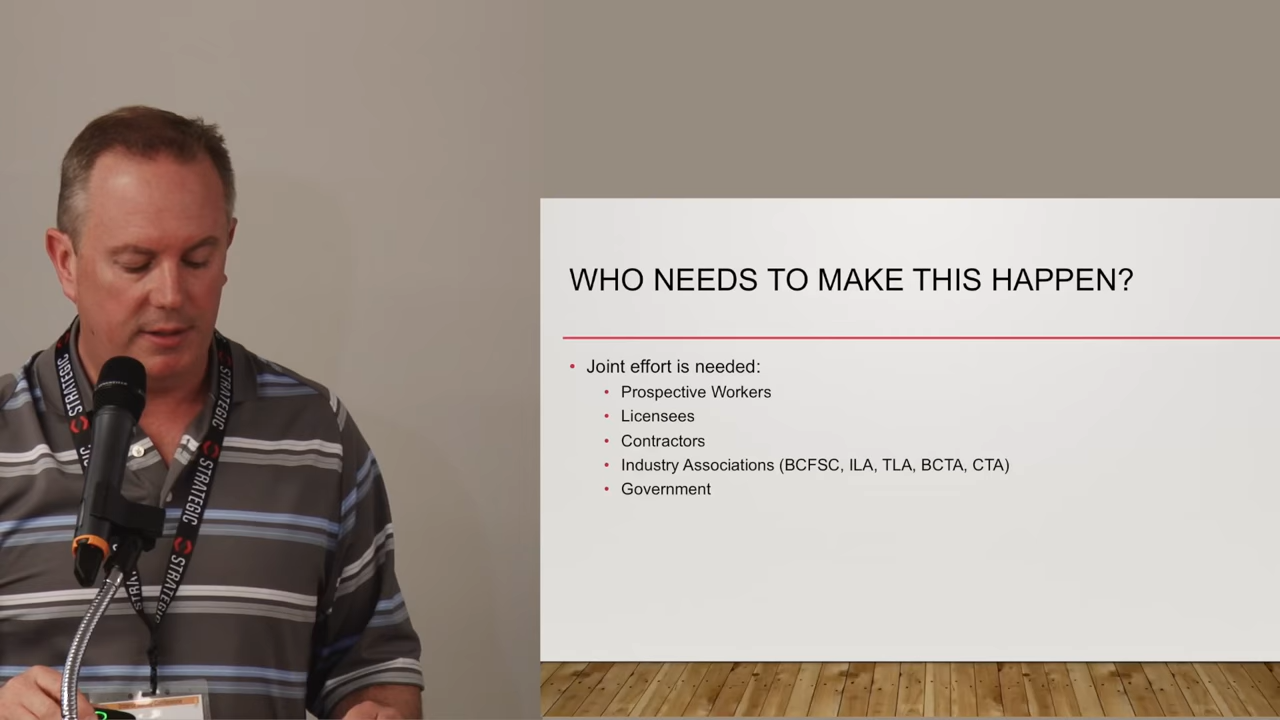 WHO NEEDS TO MAKE THIS HAPPEN?
• Joint effort is needed:
• Prospective Workers
• Licensees
• Contractors
• Industry Associations (BCFSC, ILA, TLA, BCTA, CTA)
• Government
STRATEGIC
STRATEGIC
STRATEGIC
STRATEGIC